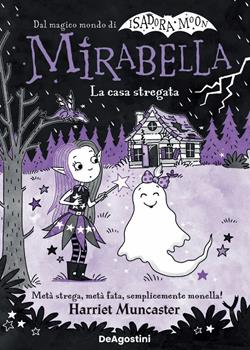 Dal magico mondo di
ISADORA MOON
MIRABELLA
La casa stregata
Metà strega, metà fata, semplicemente monella!
Harriet Muncaster
DeAgostini